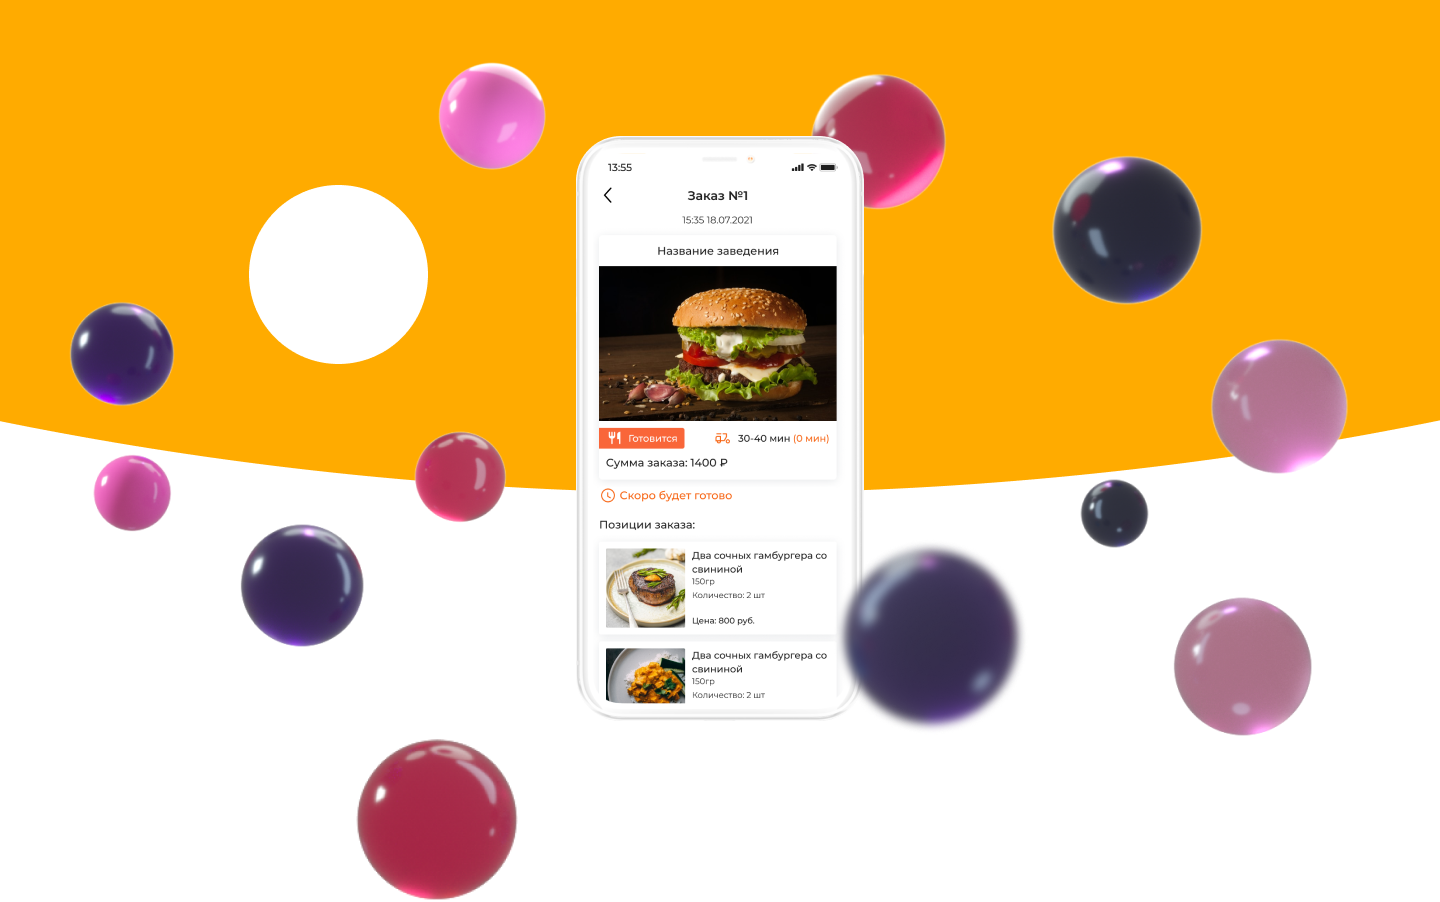 13:55
Заказ №1
15:35 18.07.2021
Название заведения
Готовится
30-40 мин (0 мин)
Сумма заказа: 1400 ₽
Скоро будет готово
Позиции заказа:
Два сочных гамбургера со
свининой
150гр
Количество: 2 шт
Цена: 800 руб.
Два сочных гамбургера со
свининой
150гр
Количество: 2 шт